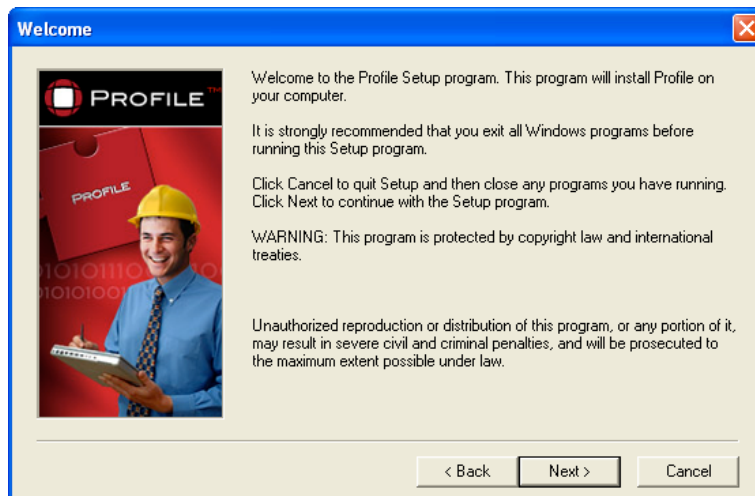 Welcome
PROFILE™
PROFILE
Welcome to the Profile Setup program. This program will install Profile on
your computer.
It is strongly recommended that you exit all Windows programs before
running this Setup program.
Click Cancel to quit Setup and then close any programs you have running.
Click Next to continue with the Setup program.
WARNING: This program is protected by copyright law and international
treaties.
Unauthorized reproduction or distribution of this program, or any portion of it,
may result in severe civil and criminal penalties, and will be prosecuted to
the maximum extent possible under law.
< Back
Next >
Cancel